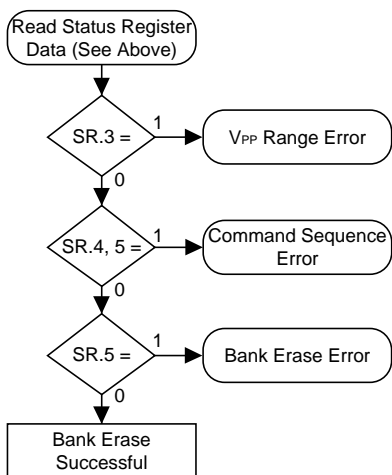 Read Status Register
Data (See Above)
SR.3 =
1
VPP Range Error
0
SR.4, 5 =
1
Command Sequence
Error
0
SR.5 =
1
Bank Erase Error
0
Bank Erase
Successful